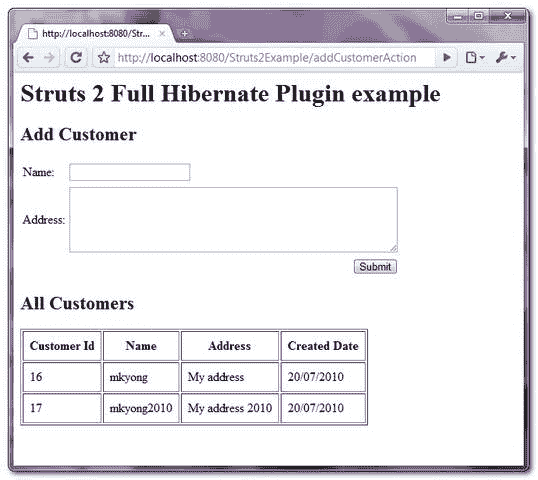 http://localhost:8080/Str...
http://localhost:8080/Struts2Example/addCustomerAction
Struts 2 Full Hibernate Plugin example
Add Customer
Name:
Address:
Submit
All Customers
Customer Id Name Address Created Date
16 mkyong My address 20/07/2010
17 mkyong2010 My address 2010 20/07/2010